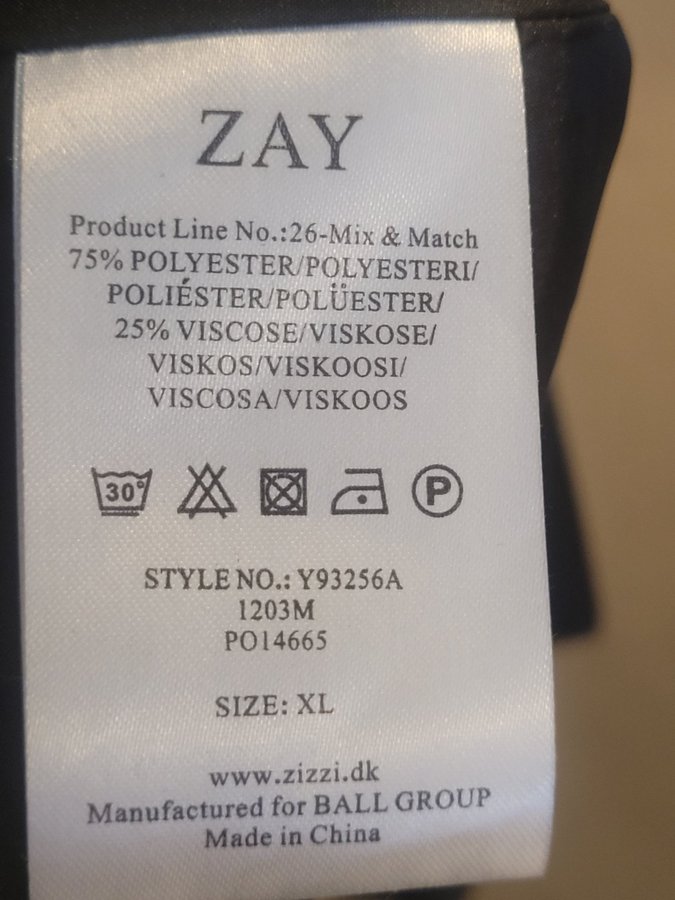 ZAY
Product Line No.:26-Mix & Match
75% POLYESTER/POLYESTERI/
POLIÉSTER/POLÜESTER/
25% VISCOSE/VISKOSE/
VISKOS/VISKOOSI/
VISCOSA/VISKOOS
30° P
STYLE NO.: Y93256A
1203M
PO14665
SIZE: XL
www.zizzi.dk
Manufactured for BALL GROUP
Made in China